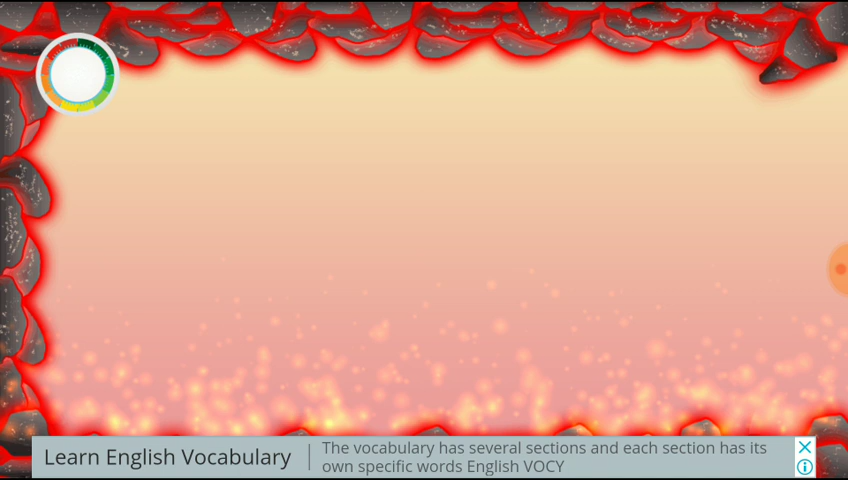 Learn English Vocabulary
The vocabulary has several sections and each section has its
own specific words English VOCY